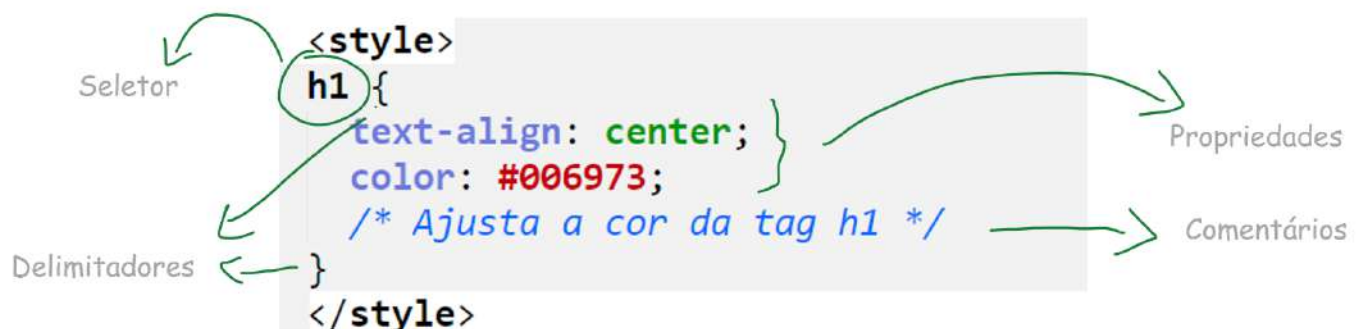 <style>
Seletor
h1 {
text-align: center;
Propriedades
color: #006973;
/* Ajusta a cor da tag h1 */
Comentários
Delimitadores
}
</style>